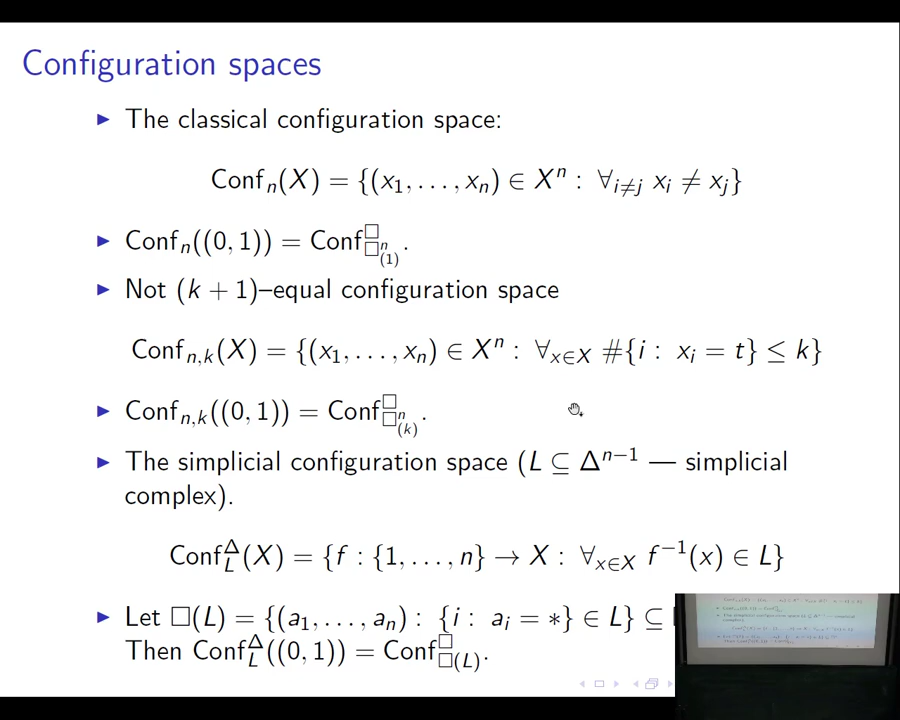 Configuration spaces
▶ The classical configuration space:
Conf_n(X) = {(x_1, . . . , x_n) ∈ X^n : ∀_{i≠j} x_i ≠ x_j}
▶ Conf_n((0, 1)) = Conf^□_{□^n_{(1)}}.
▶ Not (k + 1)–equal configuration space
Conf_{n,k}(X) = {(x_1, . . . , x_n) ∈ X^n : ∀_{x∈X} #{i : x_i = t} ≤ k}
▶ Conf_{n,k}((0, 1)) = Conf^□_{□^n_{(k)}}.
▶ The simplicial configuration space (L ⊆ Δ^{n−1} — simplicial
complex).
Conf^Δ_L(X) = {f : {1, . . . , n} → X : ∀_{x∈X} f^{−1}(x) ∈ L}
▶ Let □(L) = {(a_1, . . . , a_n) : {i : a_i = ∗} ∈ L} ⊆
Then Conf^Δ_L((0, 1)) = Conf^□_{□(L)}.